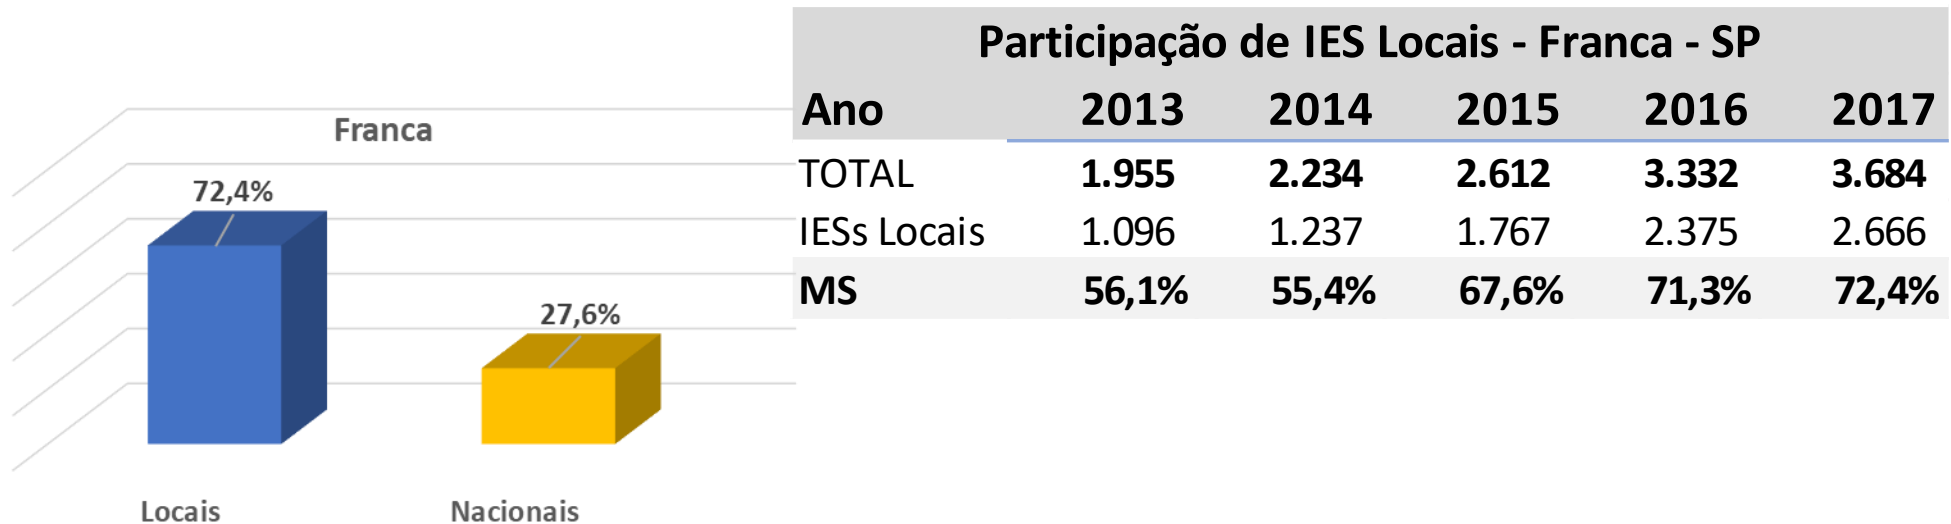 Franca
72,4%
27,6%
Locais Nacionais
Participação de IES Locais - Franca - SP
Ano 2013 2014 2015 2016 2017
TOTAL 1.955 2.234 2.612 3.332 3.684
IESs Locais 1.096 1.237 1.767 2.375 2.666
MS 56,1% 55,4% 67,6% 71,3% 72,4%